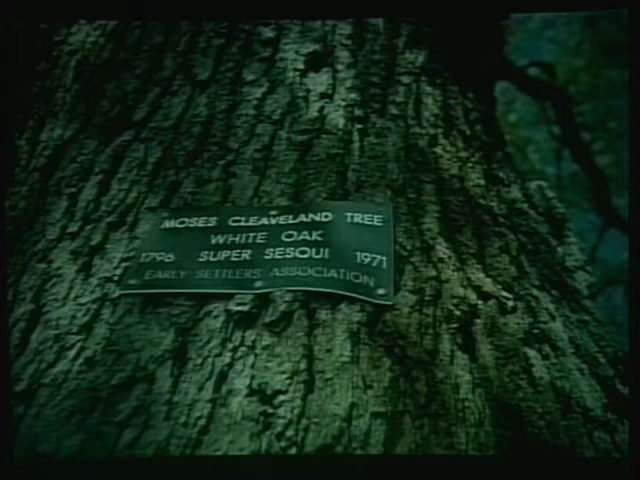 MOSES CLEAVELAND TREE
WHITE OAK
1796 SUPER SESQUI 1971
EARLY SETTLERS ASSOCIATION